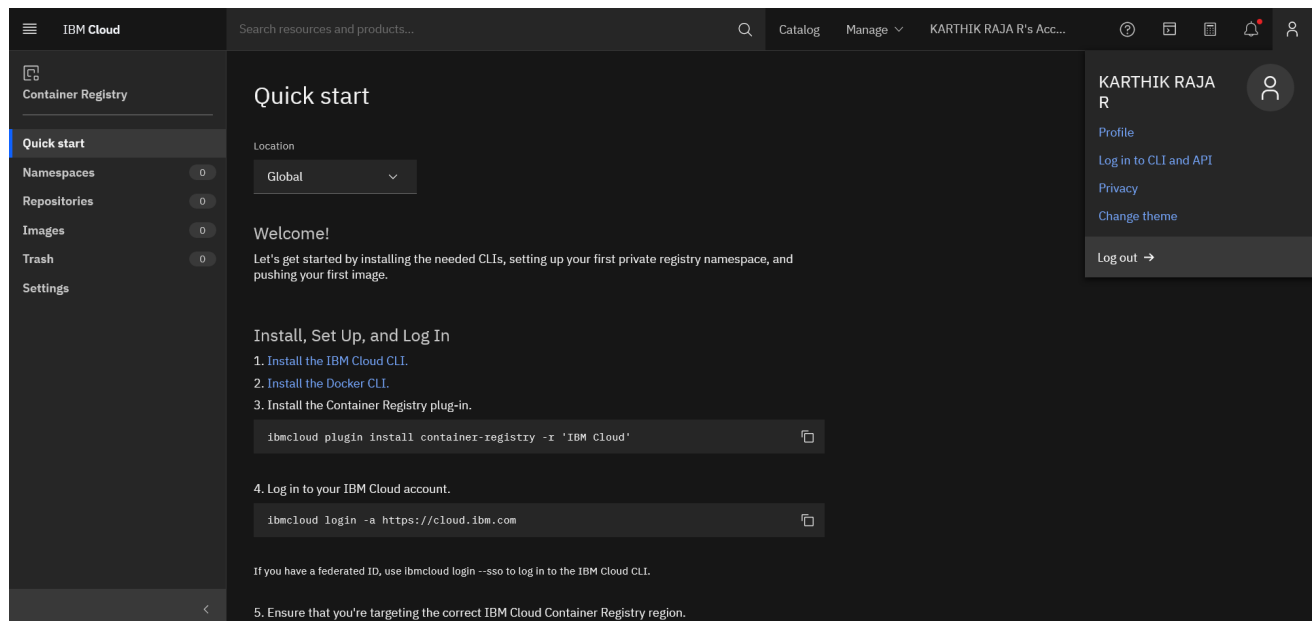 IBM Cloud
Search resources and products...
Catalog
Manage
KARTHIK RAJA R's Acc...
Container Registry
Quick start
Namespaces 0
Repositories 0
Images 0
Trash 0
Settings
Quick start
Location
Global
Welcome!
Let's get started by installing the needed CLIs, setting up your first private registry namespace, and
pushing your first image.
Install, Set Up, and Log In
1. Install the IBM Cloud CLI.
2. Install the Docker CLI.
3. Install the Container Registry plug-in.
ibmcloud plugin install container-registry -r 'IBM Cloud'
4. Log in to your IBM Cloud account.
ibmcloud login -a https://cloud.ibm.com
If you have a federated ID, use ibmcloud login --sso to log in to the IBM Cloud CLI.
5. Ensure that you're targeting the correct IBM Cloud Container Registry region.
KARTHIK RAJA
R
Profile
Log in to CLI and API
Privacy
Change theme
Log out →